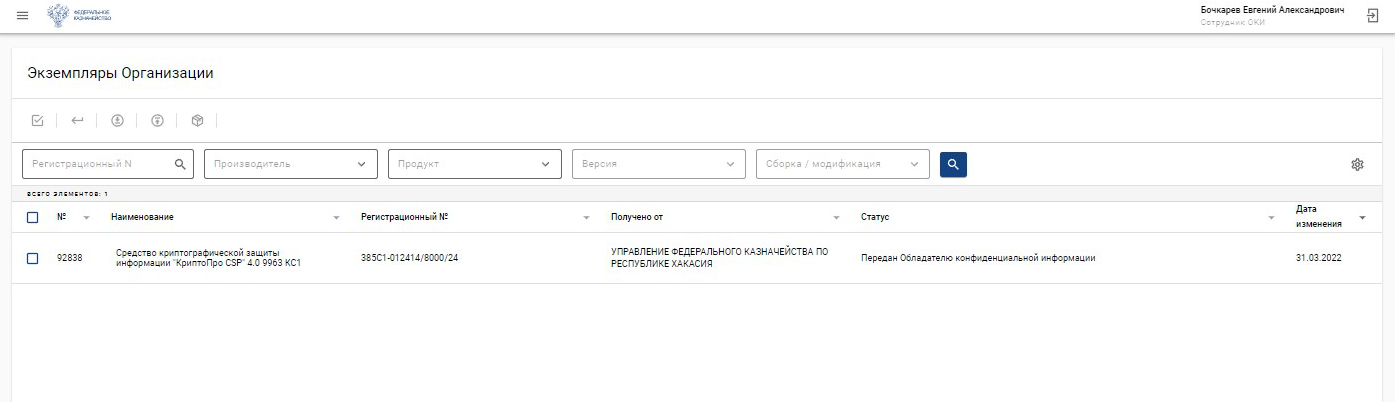 ФЕДЕРАЛЬНОЕ
КАЗНАЧЕЙСТВО
Бочкарев Евгений Александрович
Сотрудник ОКИ
Экземпляры Организации
Регистрационный N
Производитель
Продукт
Версия
Сборка / модификация
ВСЕГО ЭЛЕМЕНТОВ: 1
№
Наименование
Регистрационный №
Получено от
Статус
Дата
изменения
92838
Средство криптографической защиты
информации "КриптоПро CSP" 4.0 9963 КС1
385С1-012414/8000/24
УПРАВЛЕНИЕ ФЕДЕРАЛЬНОГО КАЗНАЧЕЙСТВА ПО
РЕСПУБЛИКЕ ХАКАСИЯ
Передан Обладателю конфиденциальной информации
31.03.2022